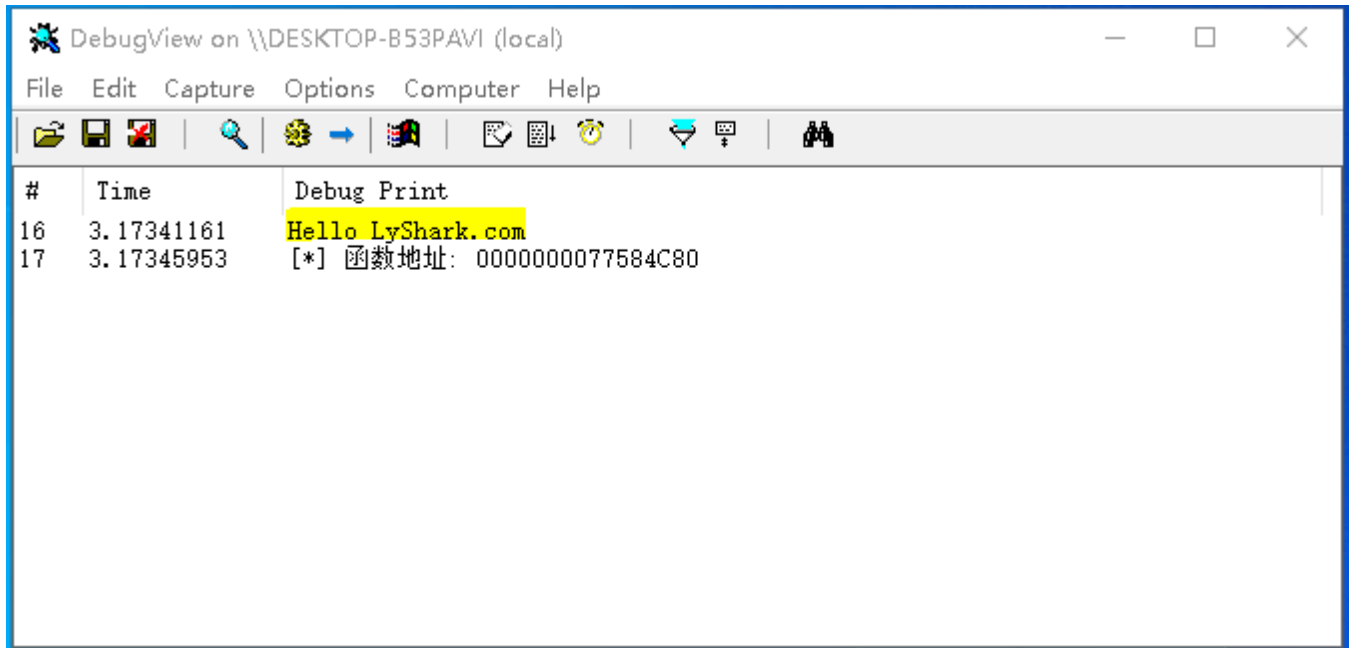 DebugView on \\DESKTOP-B53PAVI (local)
File Edit Capture Options Computer Help
# Time Debug Print
16 3.17341161 Hello LyShark.com
17 3.17345953 [*] 函数地址: 0000000077584C80